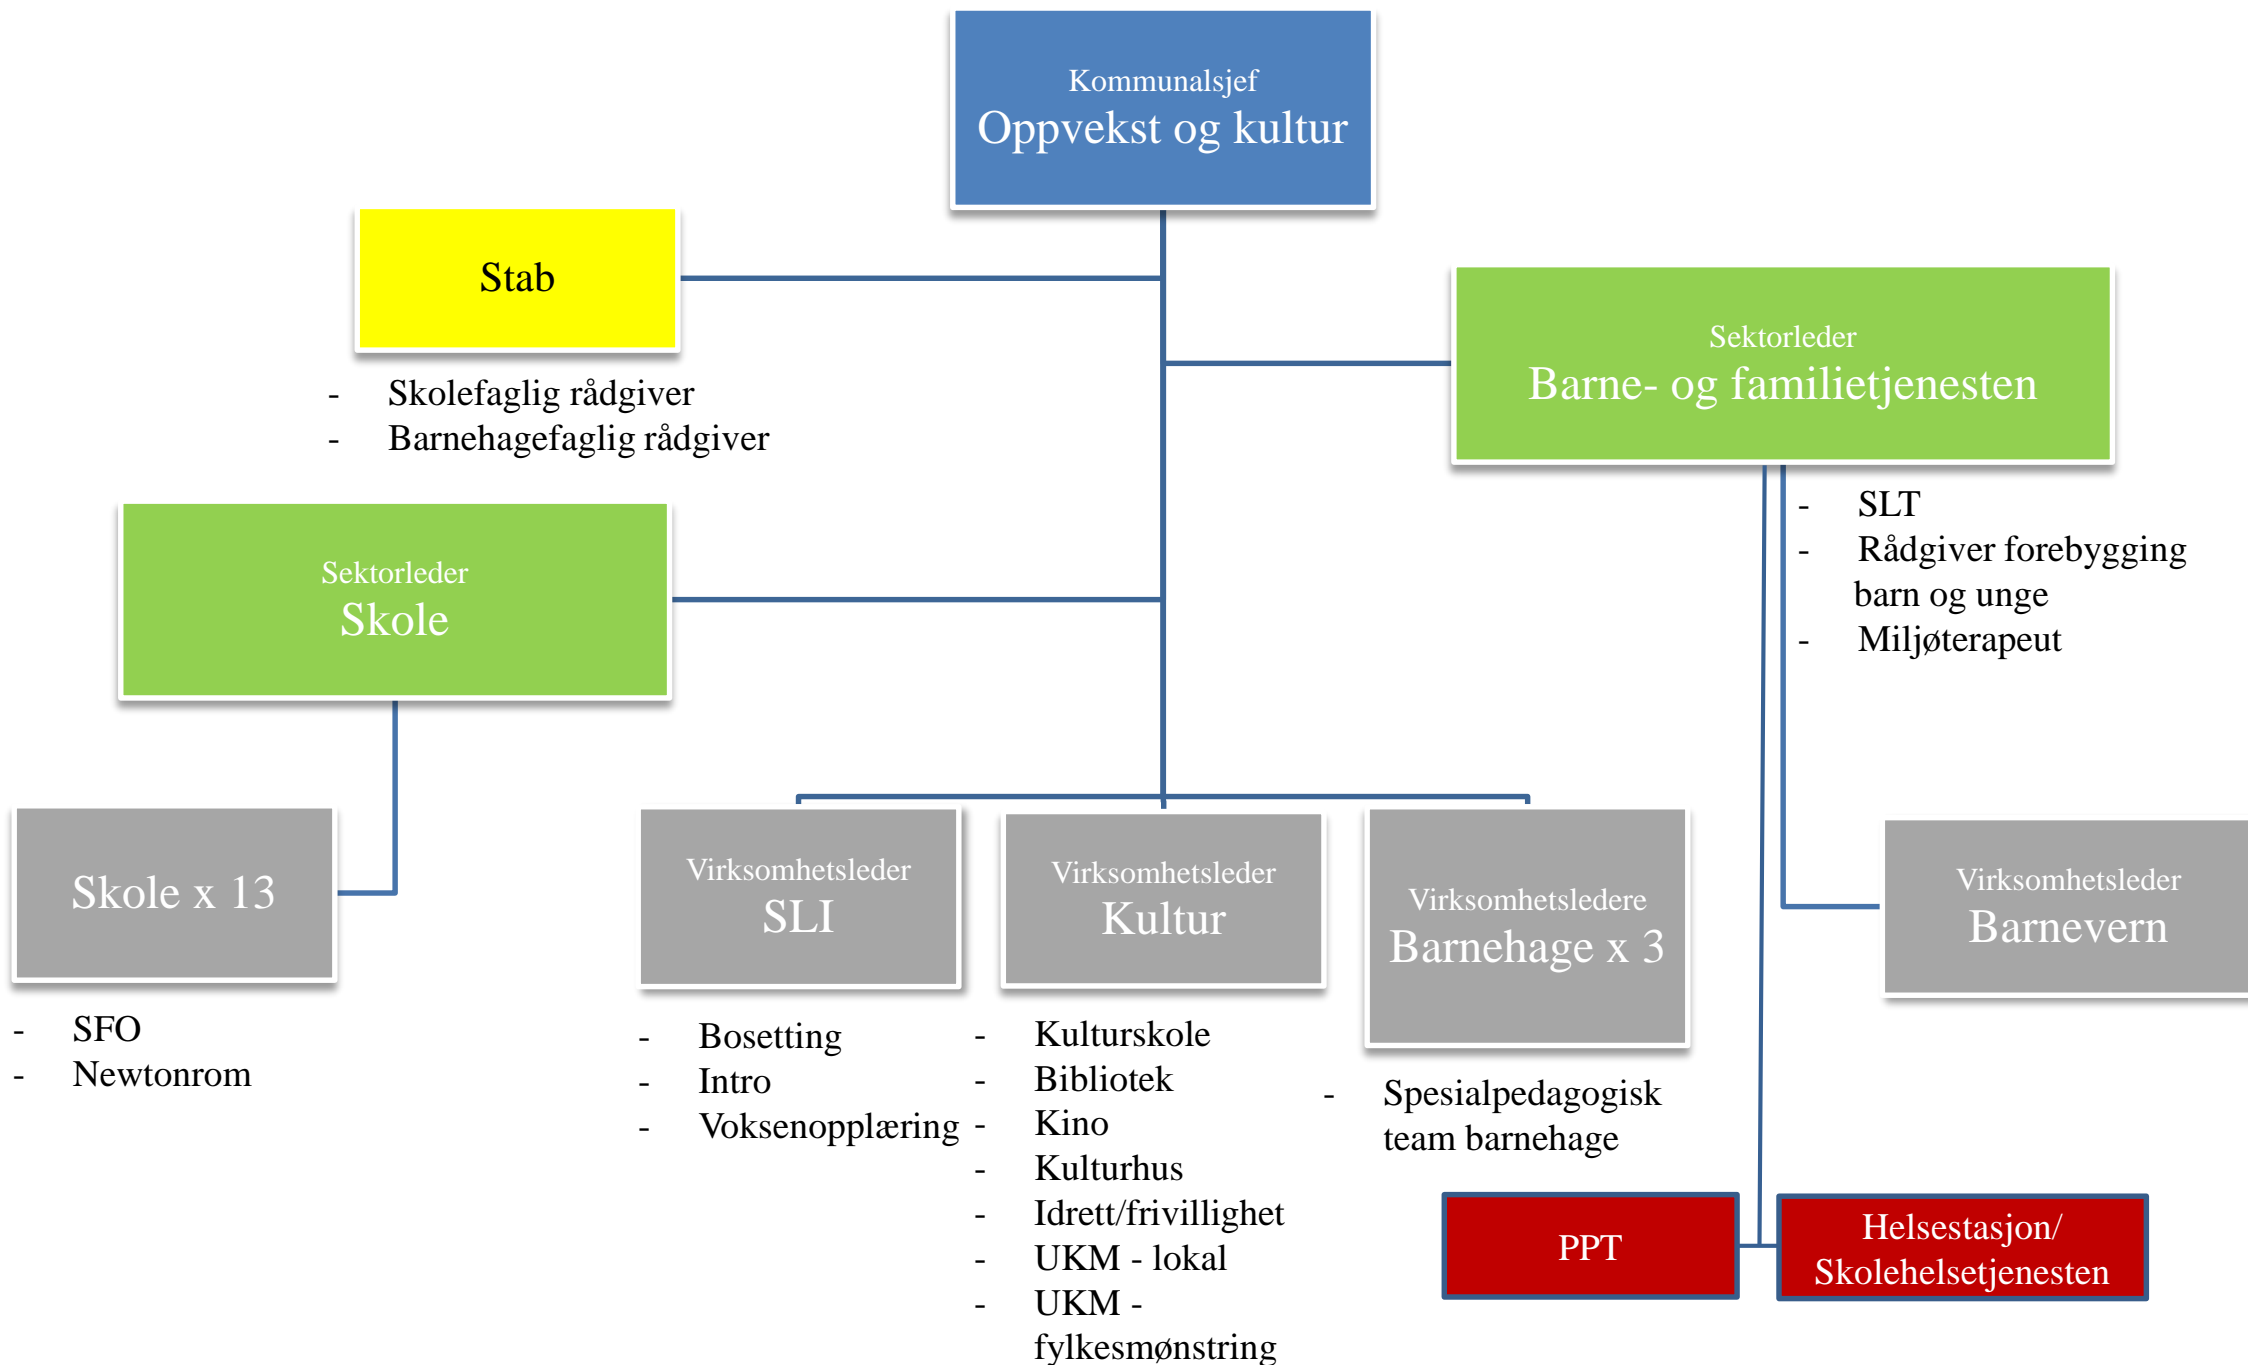 Kommunalsjef
Oppvekst og kultur
Stab
- Skolefaglig rådgiver
- Barnehagefaglig rådgiver
Sektorleder
Barne- og familietjenesten
- SLT
- Rådgiver forebygging
barn og unge
- Miljøterapeut
Sektorleder
Skole
Skole x 13
- SFO
- Newtonrom
Virksomhetsleder
SLI
- Bosetting
- Intro
- Voksenopplæring
Virksomhetsleder
Kultur
- Kulturskole
- Bibliotek
- Kino
- Kulturhus
- Idrett/frivillighet
- UKM - lokal
- UKM -
fylkesmønstring
Virksomhetsledere
Barnehage x 3
- Spesialpedagogisk
team barnehage
Virksomhetsleder
Barnevern
PPT
Helsestasjon/
Skolehelsetjenesten